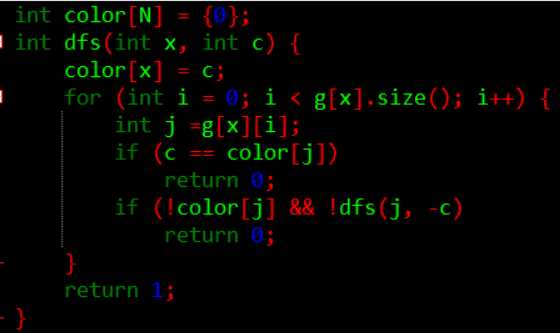 int color[N] = {0};
int dfs(int x, int c) {
color[x] = c;
for (int i = 0; i < g[x].size(); i++) {
int j =g[x][i];
if (c == color[j])
return 0;
if (!color[j] && !dfs(j, -c)
return 0;
}
return 1;
}